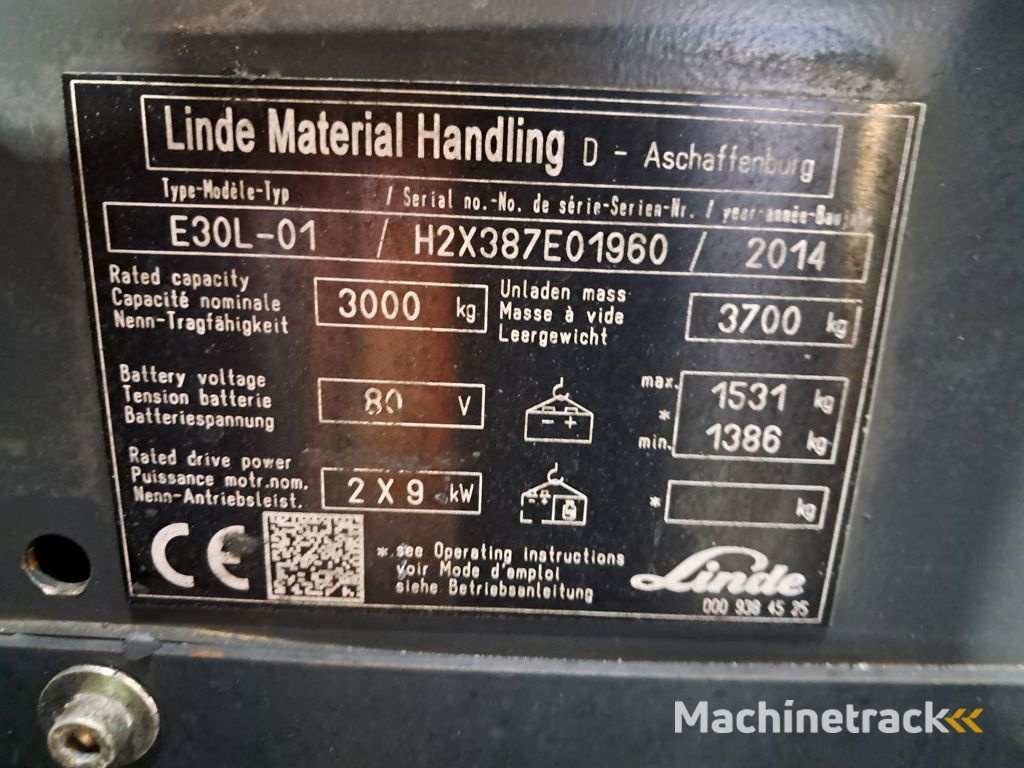 Linde Material Handling D - Aschaffenburg
Type-Modèle-Typ / Serial no.-No. de série-Serien-Nr. / year-année-
E30L-01 / H2X387E01960 / 2014
Rated capacity
Capacité nominale
Nenn-Tragfähigkeit
3000 kg
Unladen mass
Masse à vide
Leergewicht
3700 kg
Battery voltage
Tension batterie
Batteriespannung
80 V
max. 1531 kg
*
min. 1386 kg
Rated drive power
Puissance motr.nom.
Nenn-Antriebsleist.
2 X 9 kW
* kg
CE
*.see Operating instructions
voir Mode d'emploi
siehe Betriebsanleitung
Linde
000 938 45 25
Machinetrack